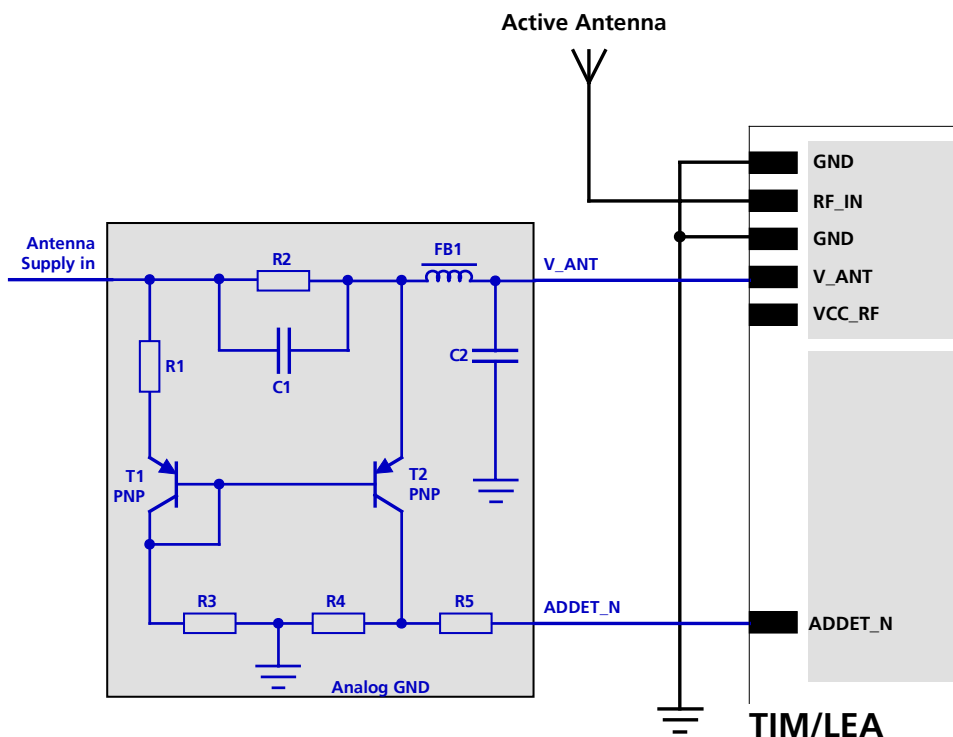 Active Antenna
GND
RF_IN
GND
V_ANT
VCC_RF
Antenna
Supply in
R2
FB1
V_ANT
R1
C1
C2
T1
PNP
T2
PNP
R3
R4
R5
ADDET_N
ADDET_N
Analog GND
TIM/LEA